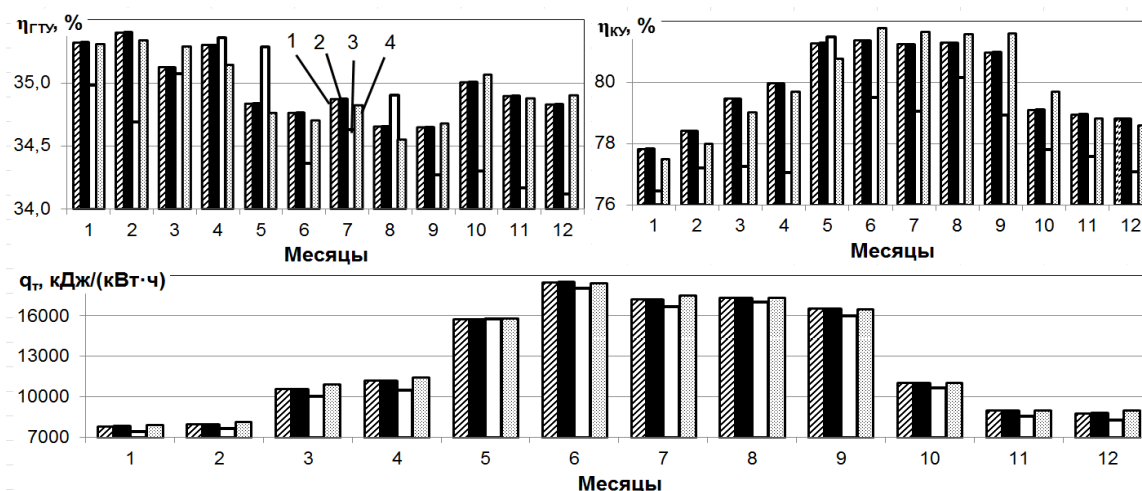 ηГТУ, %
35,0
34,5
34,0
1 2 3 4
1 2 3 4 5 6 7 8 9 10 11 12
Месяцы
ηКУ, %
80
78
76
1 2 3 4 5 6 7 8 9 10 11 12
Месяцы
qт, кДж/(кВт·ч)
16000
13000
10000
7000
1 2 3 4 5 6 7 8 9 10 11 12
Месяцы